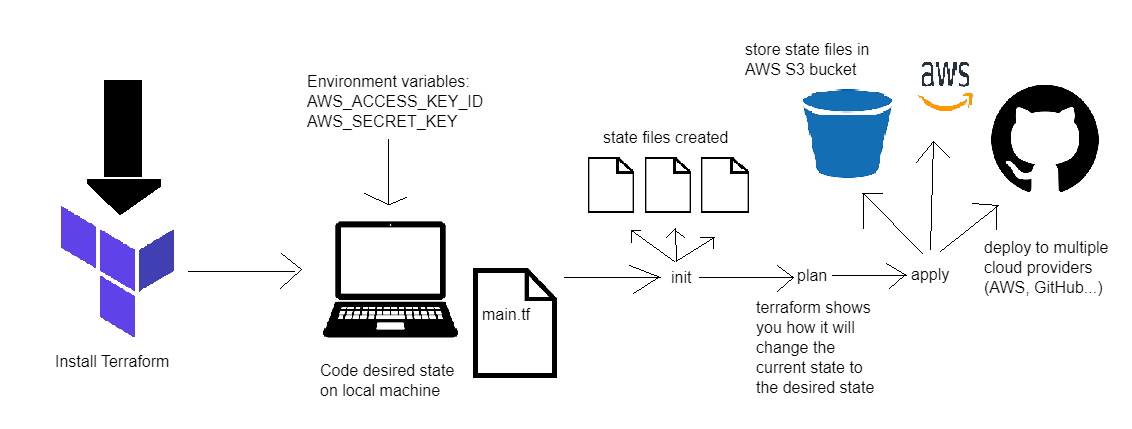 store state files in
AWS S3 bucket
aws
Environment variables:
AWS_ACCESS_KEY_ID
AWS_SECRET_KEY
state files created
main.tf
init
plan
apply
deploy to multiple
cloud providers
(AWS, GitHub...)
terraform shows
you how it will
change the
current state to
the desired state
Install Terraform
Code desired state
on local machine